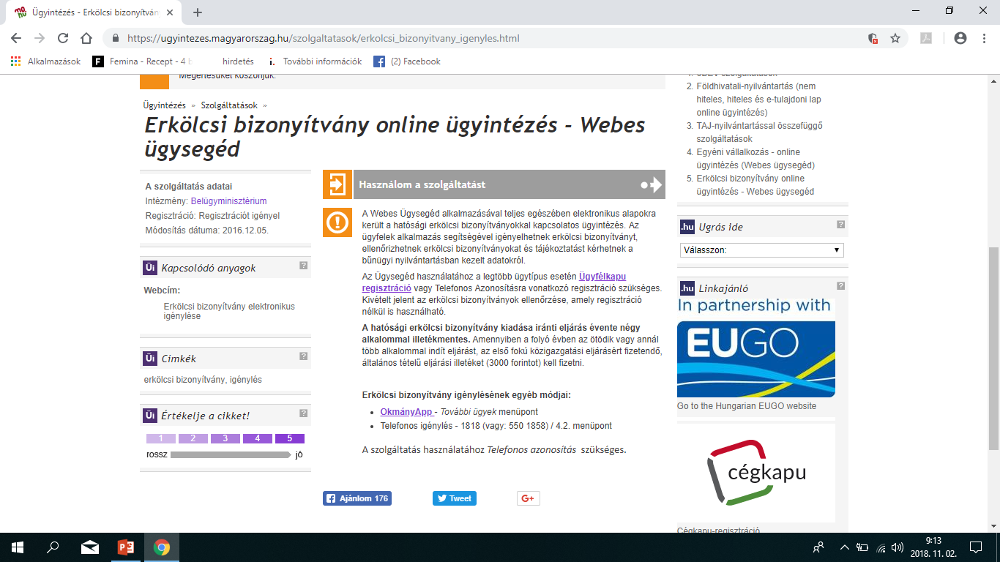 Ügyintézés - Erkölcsi bizonyítván
https://ugyintezes.magyarorszag.hu/szolgaltatasok/erkolcsi_bizonyitvany_igenyles.html
Alkalmazások
Femina - Recept - 4 b
hirdetés
További információk
(2) Facebook
Megértésüket köszönjük.
Ügyintézés » Szolgáltatások »
Erkölcsi bizonyítvány online ügyintézés - Webes
ügysegéd
A szolgáltatás adatai
Intézmény: Belügyminisztérium
Regisztráció: Regisztrációt igényel
Módosítás dátuma: 2016.12.05.
Üi Kapcsolódó anyagok ?
Webcím:
Erkölcsi bizonyítvány elektronikus
igénylése
Üi Címkék ?
erkölcsi bizonyítvány, igénylés
Üi Értékelje a cikket! ?
1 2 3 4 5
rossz jó
Használom a szolgáltatást
A Webes Ügysegéd alkalmazásával teljes egészében elektronikus alapokra
került a hatósági erkölcsi bizonyítványokkal kapcsolatos ügyintézés. Az
ügyfelek alkalmazás segítségével igényelhetnek erkölcsi bizonyítványt,
ellenőrizhetnek erkölcsi bizonyítványokat és tájékoztatást kérhetnek a
bűnügyi nyilvántartásban kezelt adatokról.
Az Ügysegéd használatához a legtöbb ügytípus esetén Ügyfélkapu
regisztráció vagy Telefonos Azonosításra vonatkozó regisztráció szükséges.
Kivételt jelent az erkölcsi bizonyítványok ellenőrzése, amely regisztráció
nélkül is használható.
A hatósági erkölcsi bizonyítvány kiadása iránti eljárás évente négy
alkalommal illetékmentes. Amennyiben a folyó évben az ötödik vagy annál
több alkalommal indít eljárást, az első fokú közigazgatási eljárásért fizetendő,
általános tételű eljárási illetéket (3000 forintot) kell fizetni.
Erkölcsi bizonyítvány igénylésének egyéb módjai:
• OkmányApp - További ügyek menüpont
• Telefonos igénylés - 1818 (vagy: 550 1858) / 4.2. menüpont
A szolgáltatás használatához Telefonos azonosítás szükséges.
Ajánlom 176
Tweet
G+
szolgáltatások
2. Földhivatali-nyilvántartás (nem
hiteles, hiteles és e-tulajdoni lap
online ügyintézés)
3. TAJ-nyilvántartással összefüggő
szolgáltatások
4. Egyéni vállalkozás - online
ügyintézés (Webes ügysegéd)
5. Erkölcsi bizonyítvány online
ügyintézés - Webes ügysegéd
.hu Ugrás ide ?
Válasszon:
.hu Linkajánló ?
In partnership with
EUGO
Go to the Hungarian EUGO website
cégkapu
Cégkapu-regisztráció
9:13
2018. 11. 02.